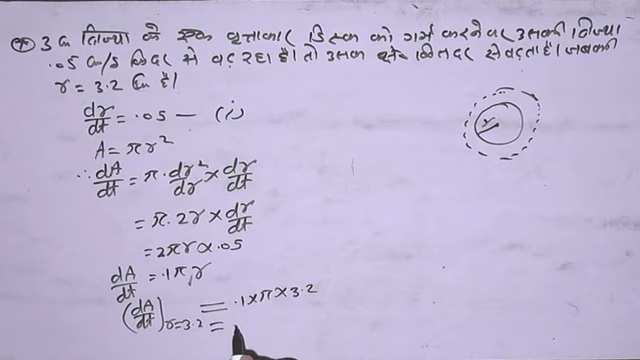 3 cm त्रिज्या के एक वृत्ताकार डिस्क को गर्म करने पर उसकी त्रिज्या
.05 cm/s की दर से बढ़ रहा है। तो उसका क्षे० किस दर से बढ़ता है। जबकी
r = 3.2 cm है।
dr/dt = .05 — (i)
A = πr²
∴ dA/dt = π. dr²/dr × dr/dt
= π. 2r × dr/dt
= 2πr × .05
dA/dt = .1π r
(dA/dt)r=3.2 = .1 × π × 3.2
=
r